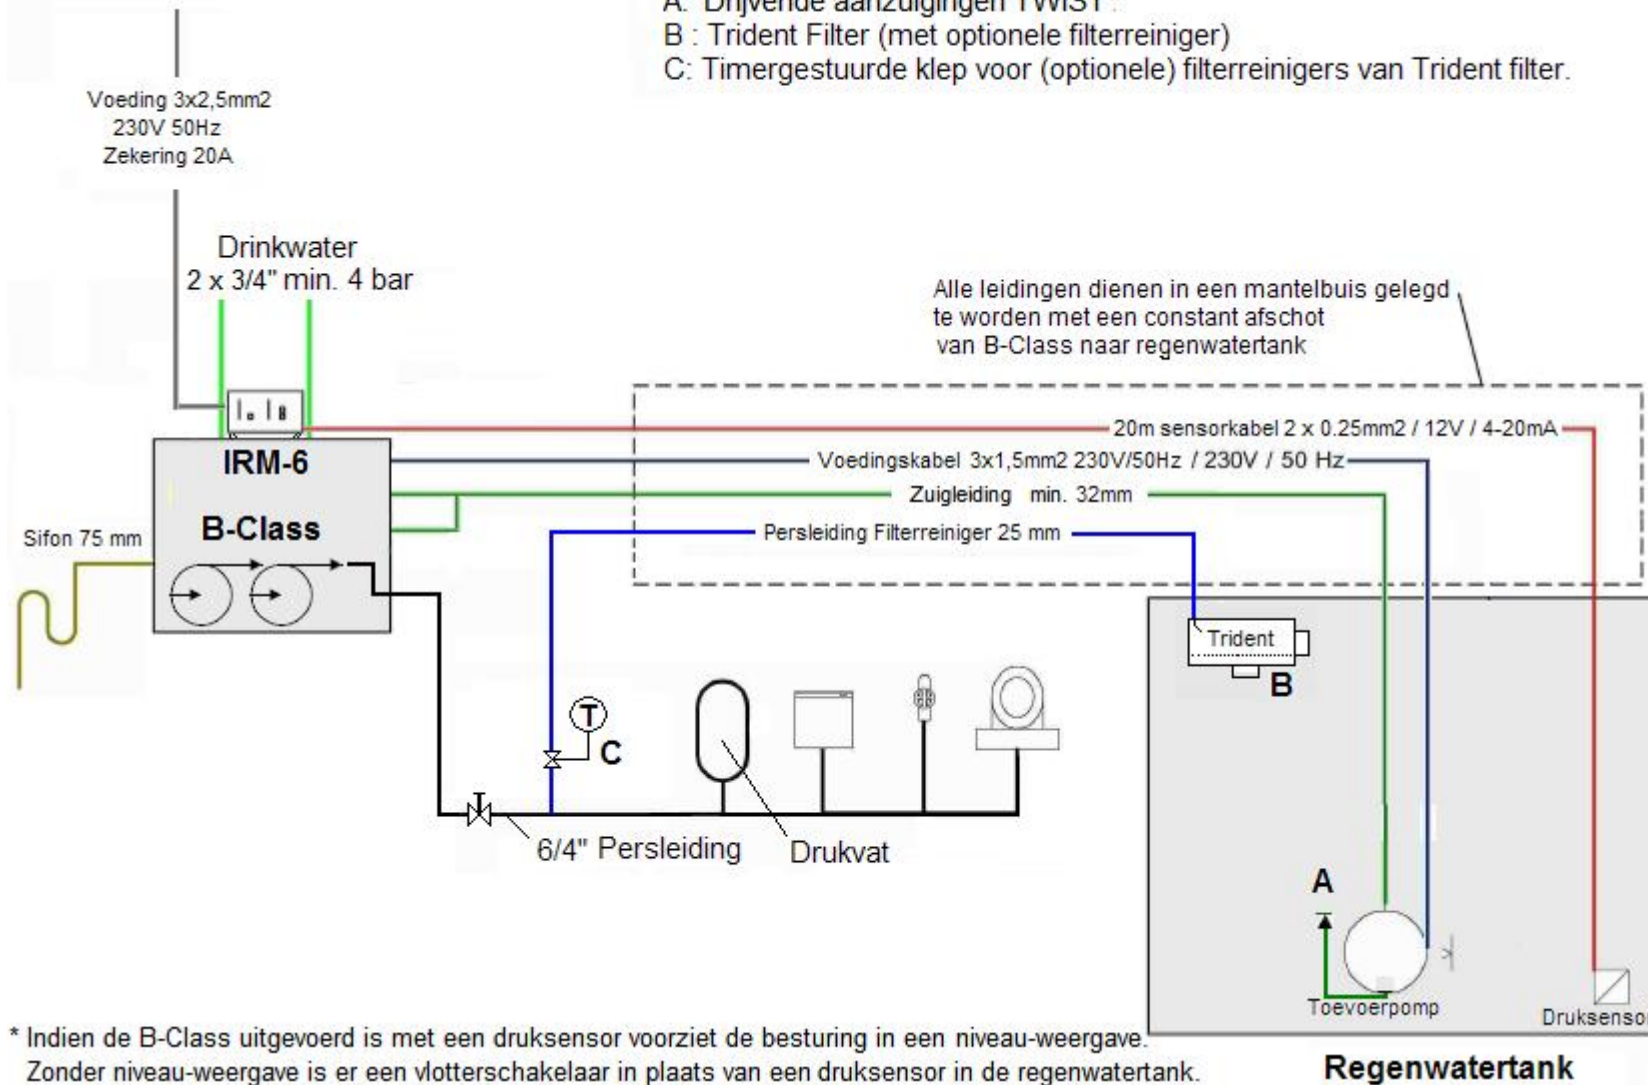 A: Drijvende aanzuigingen TWIST .
B : Trident Filter (met optionele filterreiniger)
C: Timergestuurde klep voor (optionele) filterreinigers van Trident filter.
Voeding 3x2,5mm2
230V 50Hz
Zekering 20A
Drinkwater
2 x 3/4" min. 4 bar
Alle leidingen dienen in een mantelbuis gelegd
te worden met een constant afschot
van B-Class naar regenwatertank
20m sensorkabel 2 x 0.25mm2 / 12V / 4-20mA
IRM-6
Voedingskabel 3x1,5mm2 230V/50Hz / 230V / 50 Hz
Zuigleiding min. 32mm
B-Class
Persleiding Filterreiniger 25 mm
Sifon 75 mm
Trident
B
T
C
6/4" Persleiding
Drukvat
A
Toevoerpomp
Druksensor
* Indien de B-Class uitgevoerd is met een druksensor voorziet de besturing in een niveau-weergave.
Zonder niveau-weergave is er een vlotterschakelaar in plaats van een druksensor in de regenwatertank.
Regenwatertank